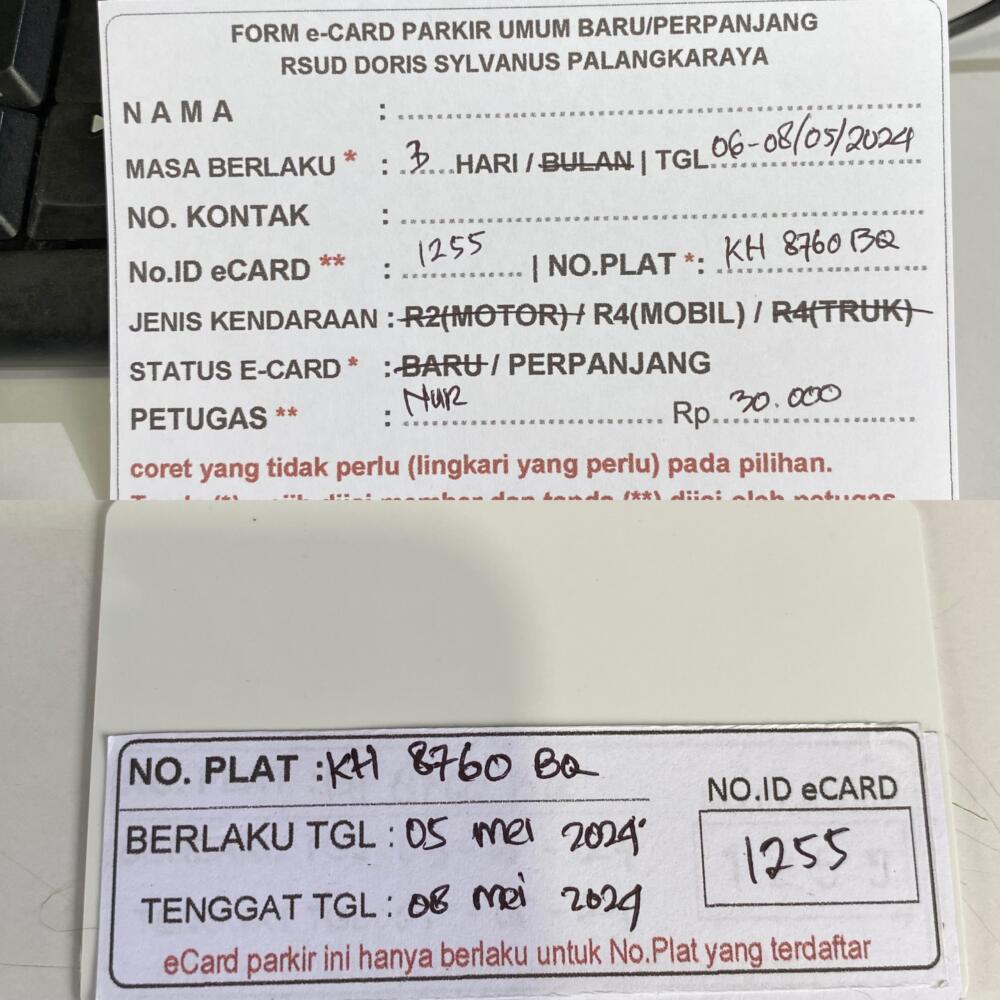 FORM e-CARD PARKIR UMUM BARU/PERPANJANG
RSUD DORIS SYLVANUS PALANGKARAYA
N A M A :
MASA BERLAKU * : 3 HARI / BULAN | TGL 06-08/05/2024
NO. KONTAK :
No.ID eCARD ** : 1255 | NO.PLAT *: KH 8760 BQ
JENIS KENDARAAN : R2(MOTOR) / R4(MOBIL) / R4(TRUK)
STATUS E-CARD * : BARU / PERPANJANG
PETUGAS ** : Nur Rp. 30.000
coret yang tidak perlu (lingkari yang perlu) pada pilihan.
NO. PLAT : KH 8760 BQ
NO.ID eCARD
BERLAKU TGL : 05 mei 2024
1255
TENGGAT TGL : 08 mei 2024
eCard parkir ini hanya berlaku untuk No.Plat yang terdaftar